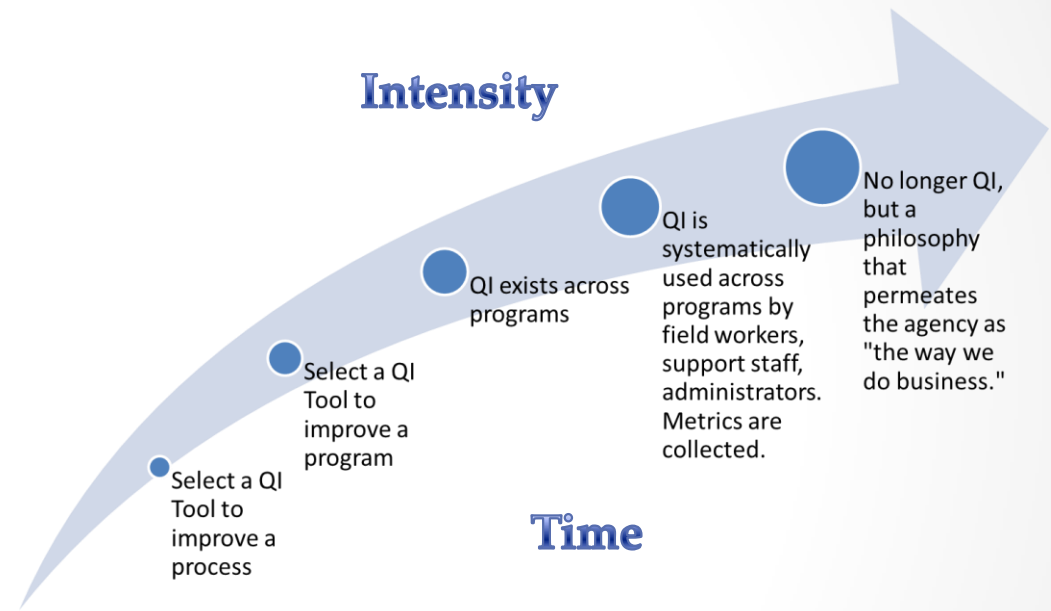 Intensity
Select a QI
Tool to
improve a
process
Select a QI
Tool to
improve a
program
QI exists across
programs
QI is
systematically
used across
programs by
field workers,
support staff,
administrators.
Metrics are
collected.
No longer QI,
but a
philosophy
that
permeates
the agency as
"the way we
do business."
Time